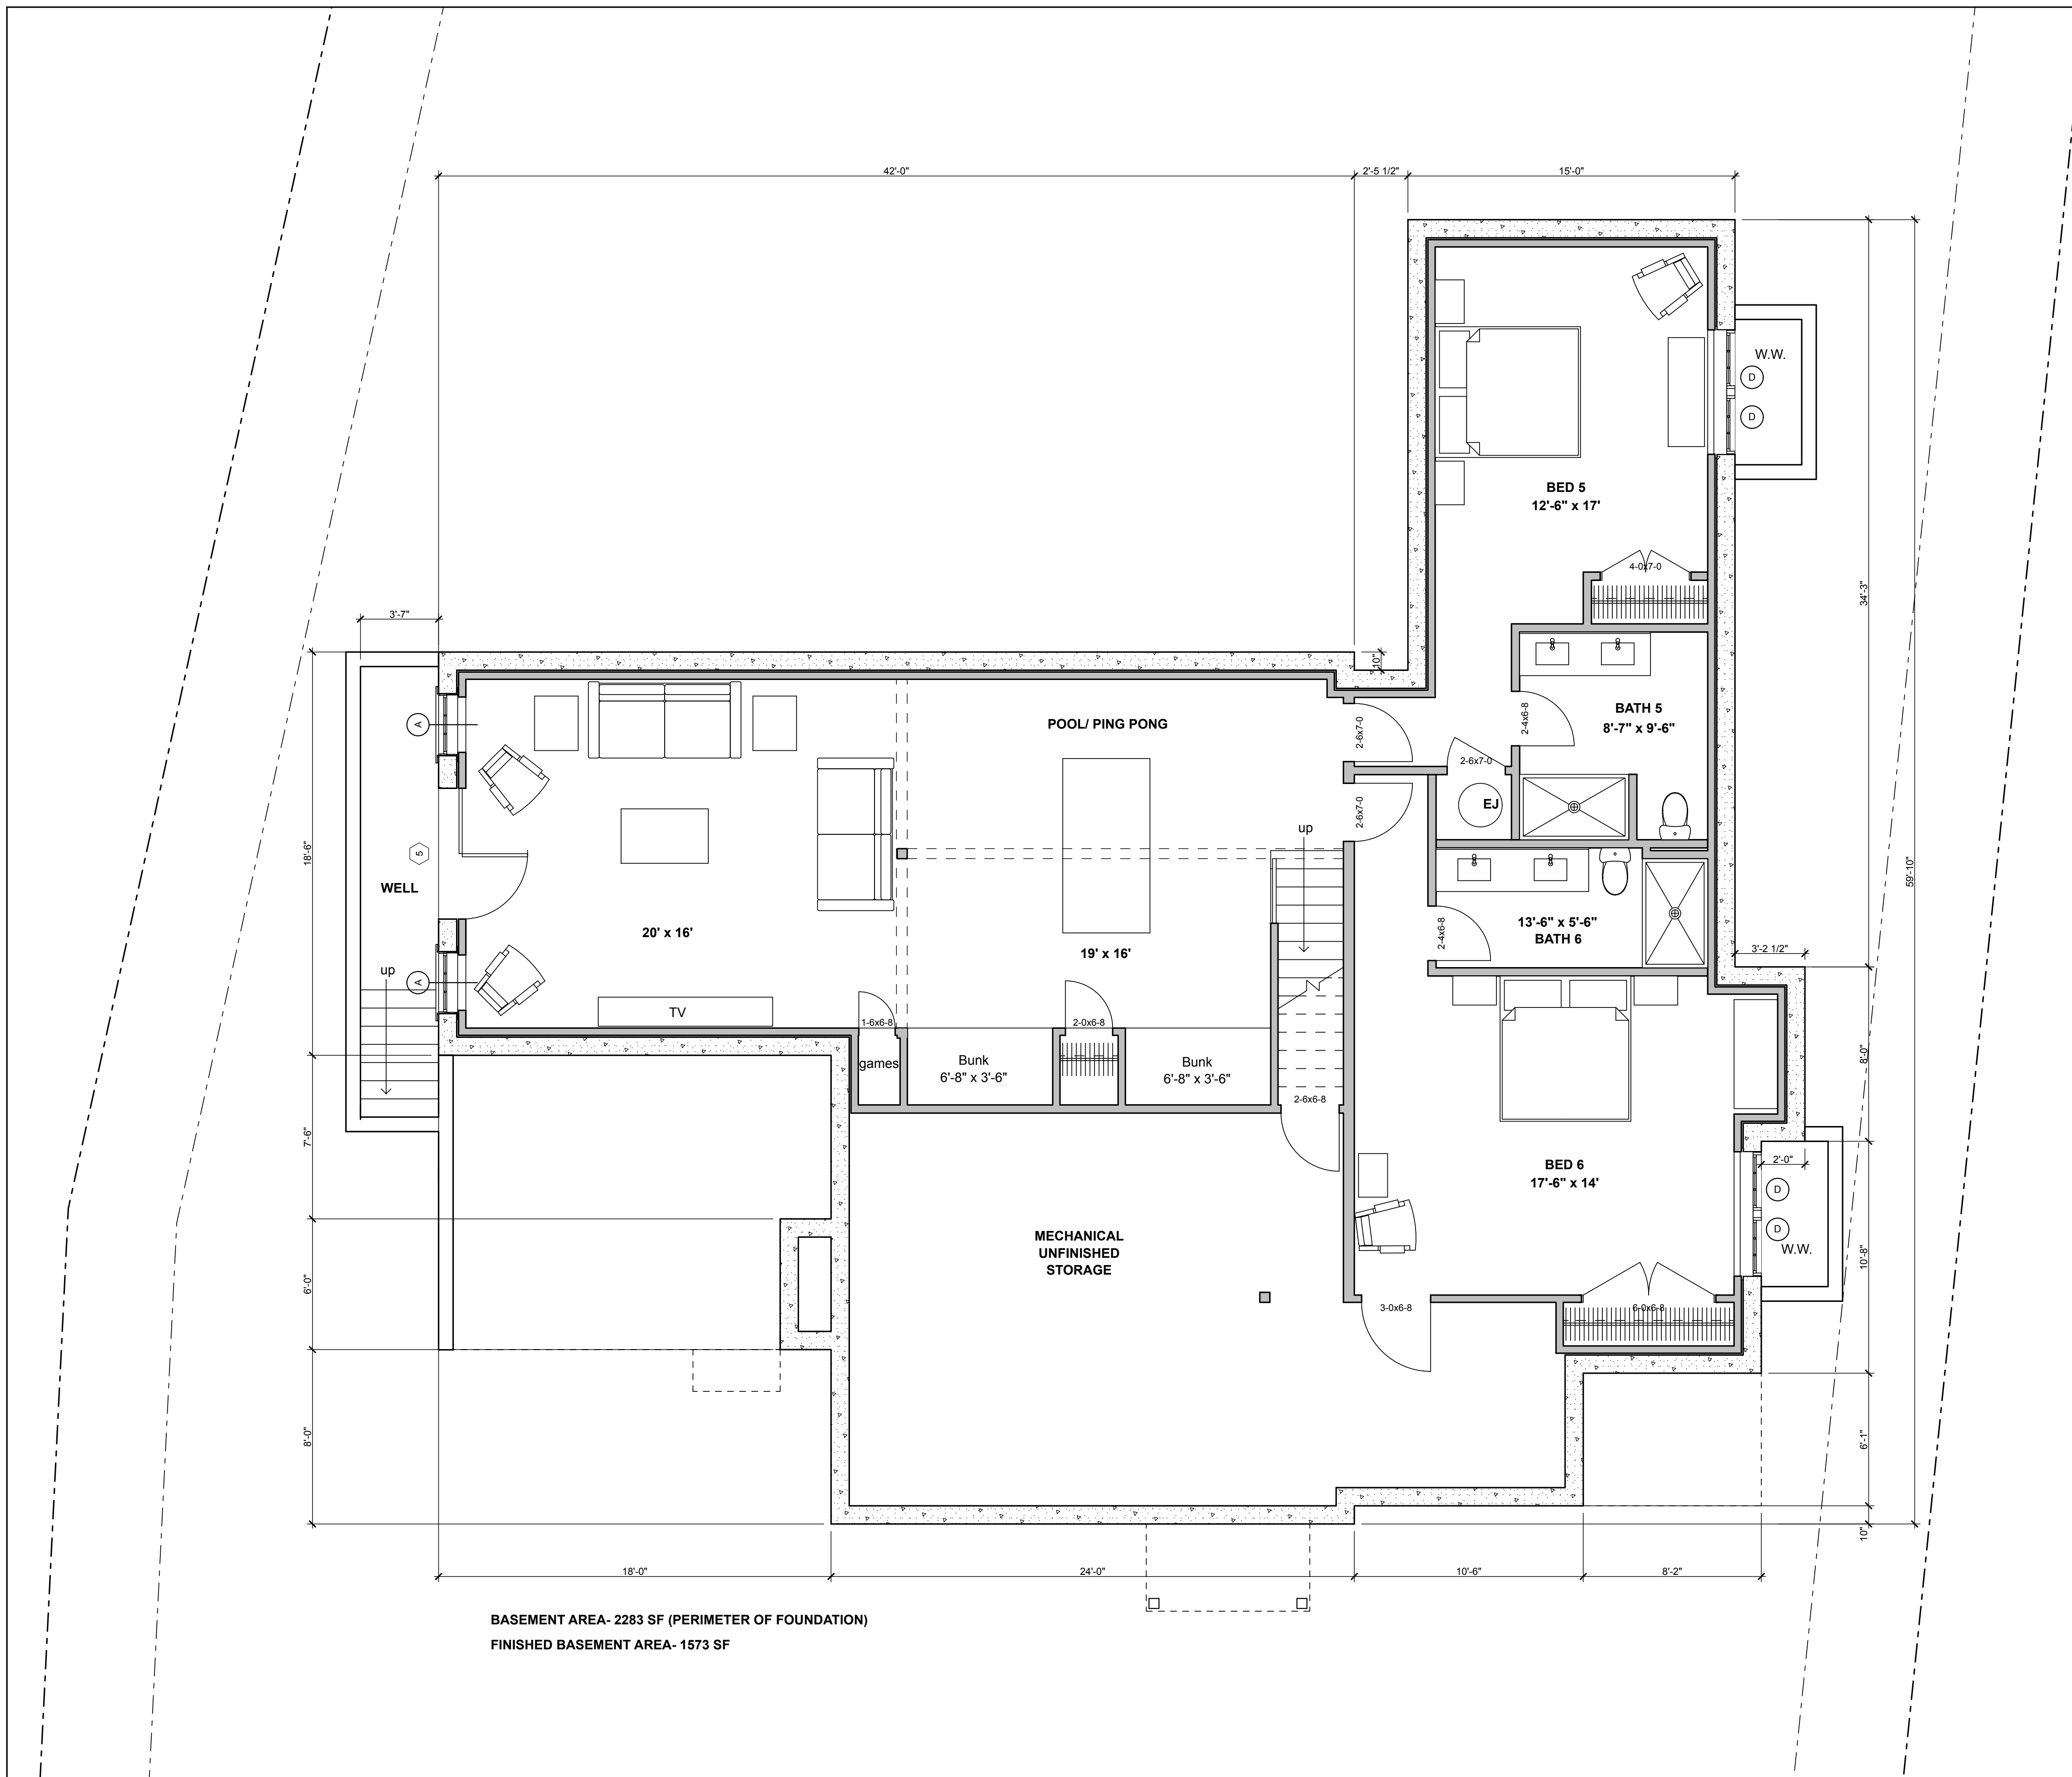 42'-0"
2'-5 1/2"
15'-0"
W.W.
D
D
BED 5
12'-6" x 17'
4-0x7-0
34'-3"
59'-10"
3'-7"
10"
A
POOL/ PING PONG
2-6x7-0
2-4x6-8
BATH 5
8'-7" x 9'-6"
2-6x7-0
EJ
2-6x7-0
up
18'-6"
5
WELL
20' x 16'
19' x 16'
2-4x6-8
13'-6" x 5'-6"
BATH 6
3'-2 1/2"
up
A
TV
1-6x6-8
2-0x6-8
games
Bunk
6'-8" x 3'-6"
Bunk
6'-8" x 3'-6"
2-6x6-8
8'-0"
7'-6"
BED 6
17'-6" x 14'
2'-0"
D
D
W.W.
MECHANICAL
UNFINISHED
STORAGE
6'-0"
3-0x6-8
6-0x6-8
10'-8"
8'-0"
6'-1"
10"
18'-0"
24'-0"
10'-6"
8'-2"
BASEMENT AREA- 2283 SF (PERIMETER OF FOUNDATION)
FINISHED BASEMENT AREA- 1573 SF